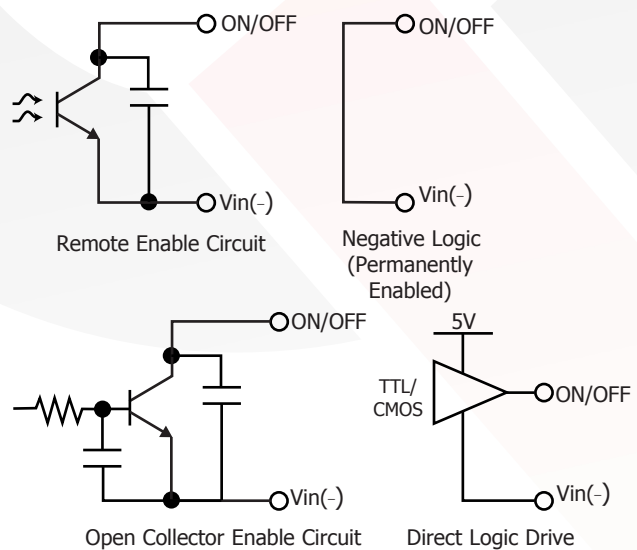 ON/OFF
Vin(-)
Remote Enable Circuit
ON/OFF
Vin(-)
Negative Logic
(Permanently
Enabled)
ON/OFF
Vin(-)
Open Collector Enable Circuit
5V
TTL/
CMOS
ON/OFF
Vin(-)
Direct Logic Drive